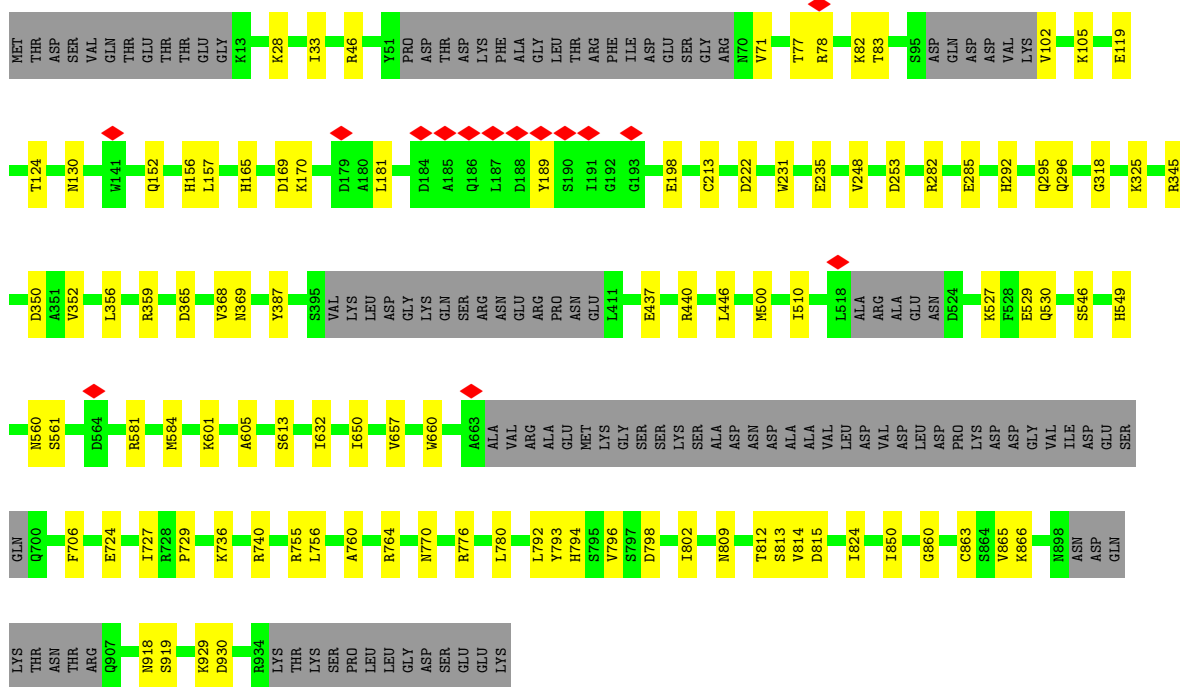 MET THR ASP SER VAL GLN THR THR GLU THR THR GLU GLY K13 K28 I33 R46 Y51 PRO ASP THR ASP LYS PHE ALA GLY LEU THR ARG PHE ILE ASP GLU SER GLY ARG N70 V71 T77 R78 K82 T83 S95 ASP GLN ASP ASP VAL LYS V102 K105 E119
T124 N130 W141 Q152 H156 L157 H165 D169 K170 D179 A180 L181 D184 A185 Q186 L187 D188 Y189 S190 I191 G192 G193 E198 C213 D222 W231 E235 V248 D253 R282 E285 H292 Q295 Q296 G318 K325 R345
D350 A351 V352 L356 R359 D365 V368 N369 Y387 S395 VAL LYS LEU ASP GLY LYS GLN SER ARG ASN GLU ARG PRO ASN GLU L411 E437 R440 L446 M500 I510 L518 ALA ARG ALA GLU ASN D524 K527 F528 E529 Q530 S546 H549
N560 S561 D564 R581 M584 K601 A605 S613 I632 I650 V657 W660 A663 ALA VAL ARG ALA GLU MET LYS GLY SER SER LYS SER ALA ASP ASN ASP ALA ALA VAL LEU ASP VAL ASP LEU ASP PRO LYS ASP ASP GLY VAL ILE ASP GLU SER
GLN Q700 F706 E724 I727 R728 P729 K736 R740 R755 L756 A760 R764 N770 R776 L780 L792 Y793 H794 S795 V796 S797 D798 I802 N809 T812 S813 V814 D815 I824 I850 G860 C863 S864 V865 K866 N898 ASN ASP GLN
LYS THR ASN THR ARG Q907 N918 S919 K929 D930 R934 LYS THR LYS SER PRO LEU LEU GLY ASP SER GLU GLU LYS